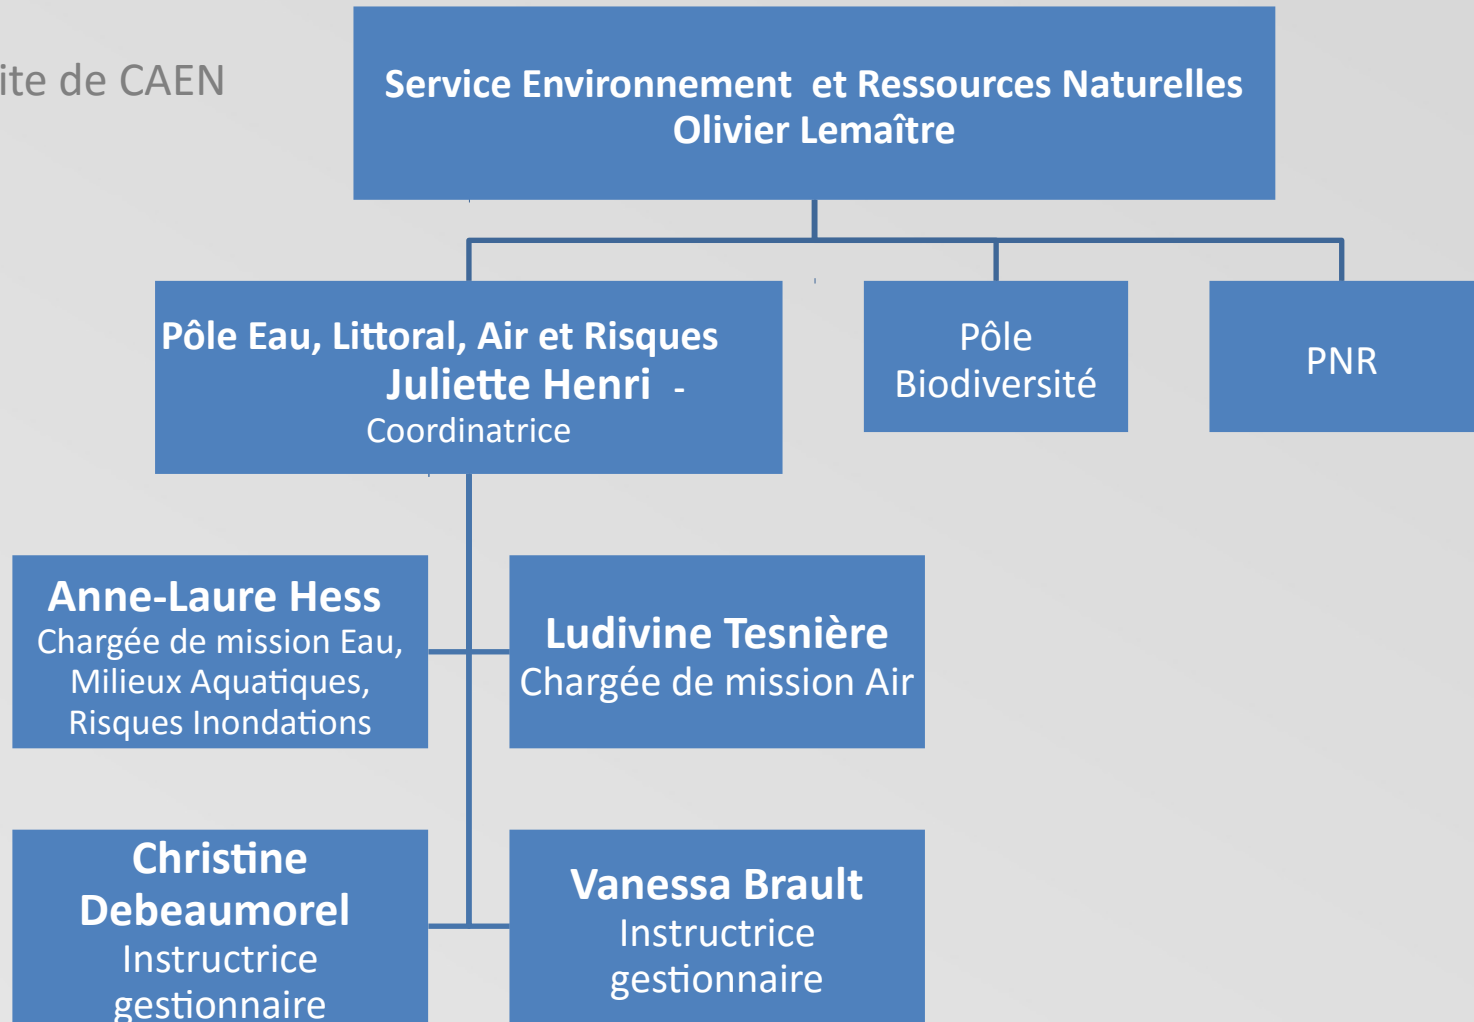 ite de CAEN
Service Environnement et Ressources Naturelles
Olivier Lemaître
Pôle Eau, Littoral, Air et Risques
Juliette Henri -
Coordinatrice
Pôle
Biodiversité
PNR
Anne-Laure Hess
Chargée de mission Eau,
Milieux Aquatiques,
Risques Inondations
Ludivine Tesnière
Chargée de mission Air
Christine
Debeaumorel
Instructrice
gestionnaire
Vanessa Brault
Instructrice
gestionnaire